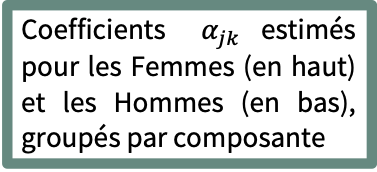 Coefficients αⱼₖ estimés
pour les Femmes (en haut)
et les Hommes (en bas),
groupés par composante